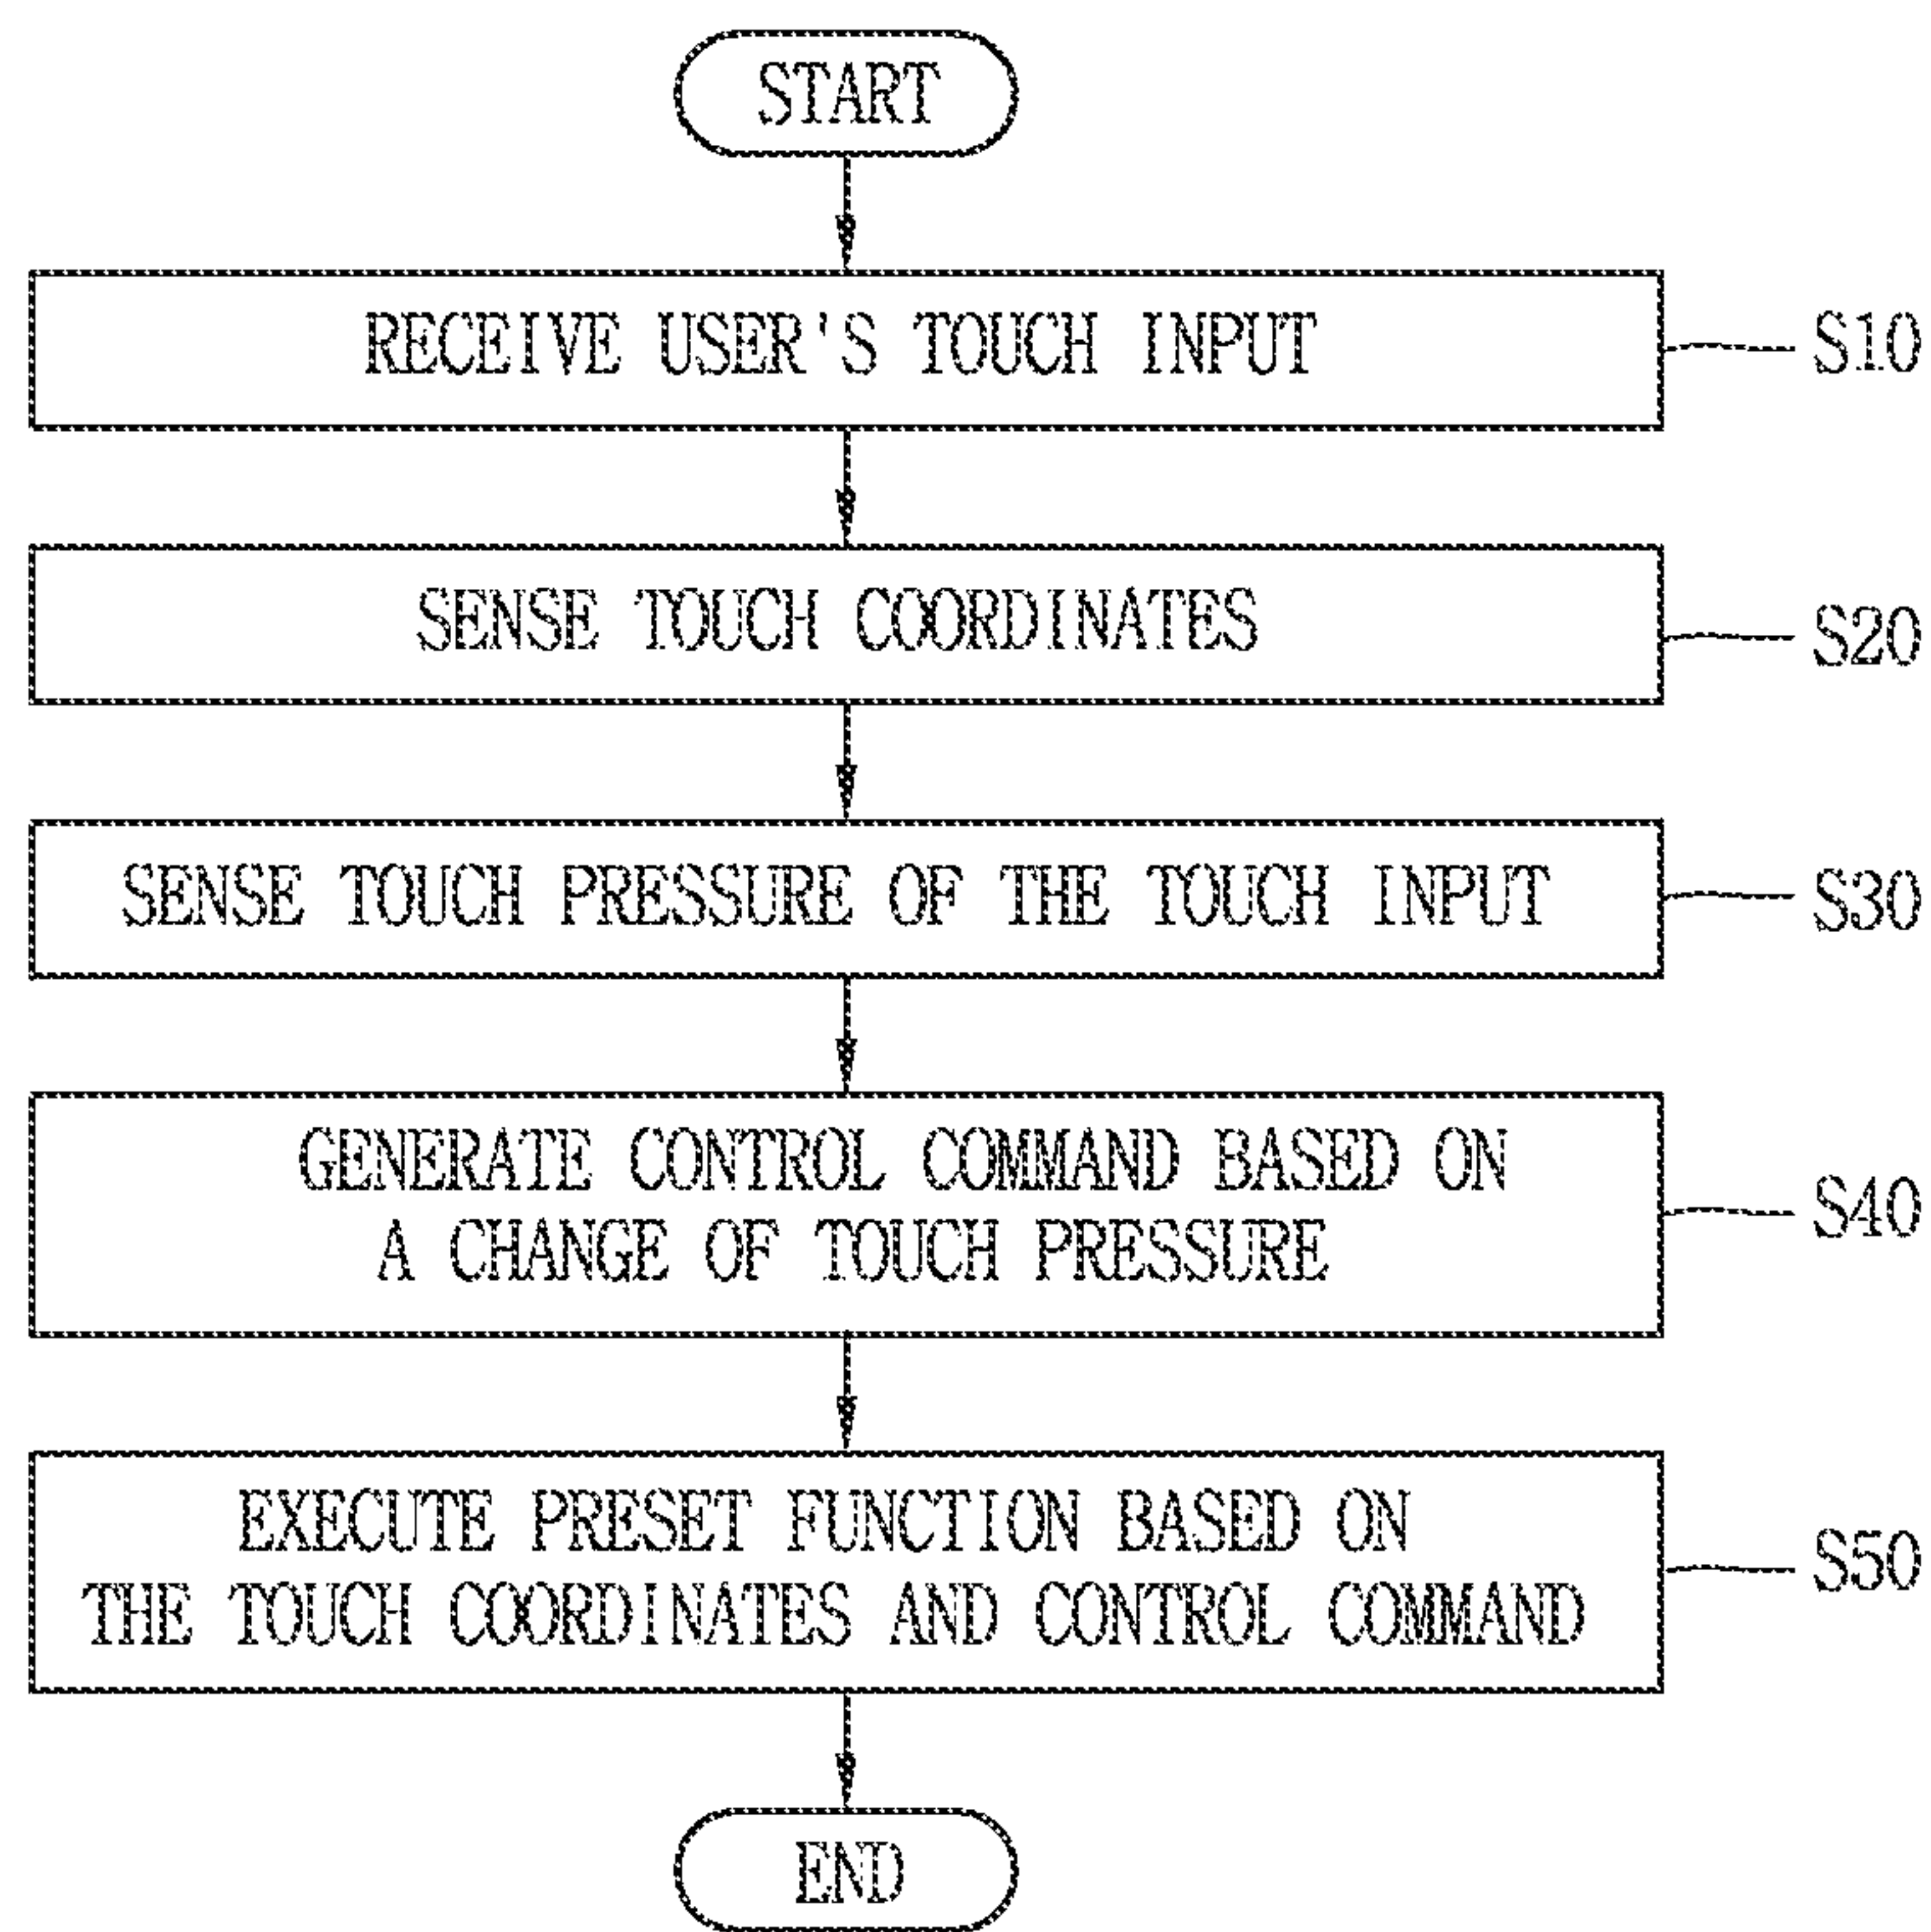 START
RECEIVE USER'S TOUCH INPUT
S10
SENSE TOUCH COORDINATES
S20
SENSE TOUCH PRESSURE OF THE TOUCH INPUT
S30
GENERATE CONTROL COMMAND BASED ON
A CHANGE OF TOUCH PRESSURE
S40
EXECUTE PRESET FUNCTION BASED ON
THE TOUCH COORDINATES AND CONTROL COMMAND
S50
END